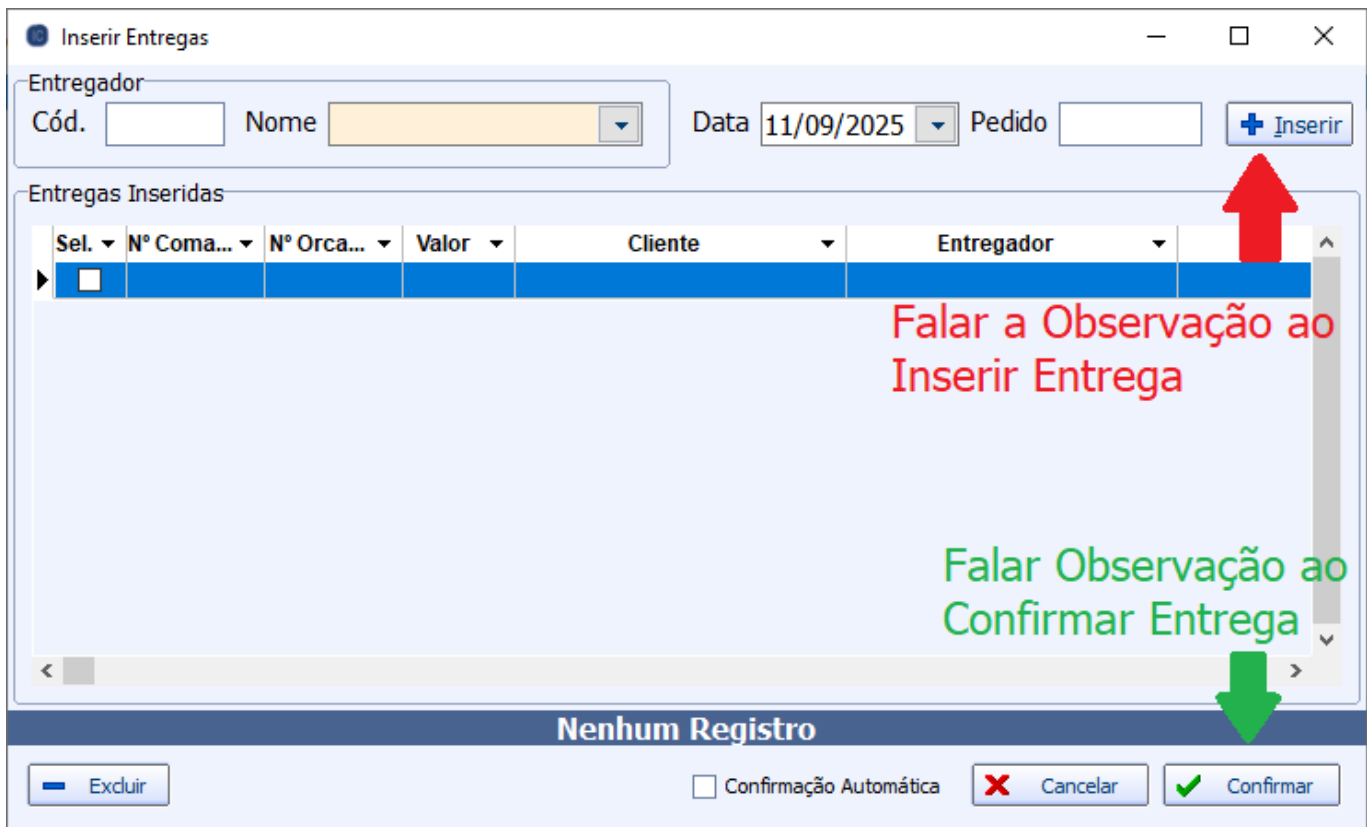 Inserir Entregas
Entregador
Cód.
Nome
Data 11/09/2025
Pedido
Inserir
Entregas Inseridas
Sel. Nº Coma... Nº Orca... Valor Cliente Entregador
Falar a Observação ao
Inserir Entrega
Falar Observação ao
Confirmar Entrega
Nenhum Registro
Excluir
Confirmação Automática
Cancelar
Confirmar